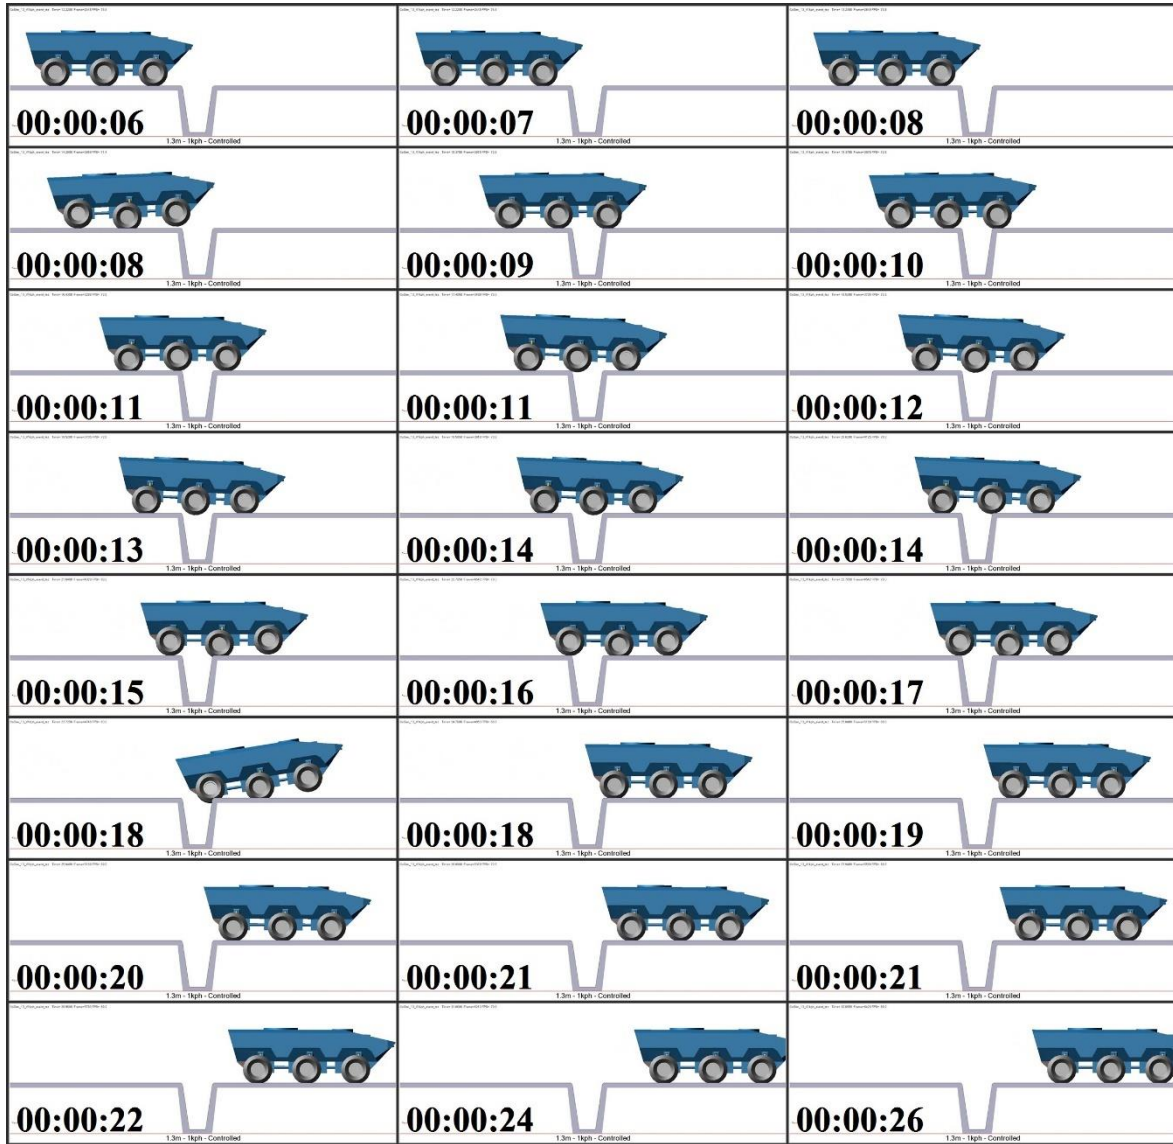 00:00:06
1.3m - 1kph - Controlled
00:00:07
1.3m - 1kph - Controlled
00:00:08
1.3m - 1kph - Controlled
00:00:08
1.3m - 1kph - Controlled
00:00:09
1.3m - 1kph - Controlled
00:00:10
1.3m - 1kph - Controlled
00:00:11
1.3m - 1kph - Controlled
00:00:11
1.3m - 1kph - Controlled
00:00:12
1.3m - 1kph - Controlled
00:00:13
1.3m - 1kph - Controlled
00:00:14
1.3m - 1kph - Controlled
00:00:14
1.3m - 1kph - Controlled
00:00:15
1.3m - 1kph - Controlled
00:00:16
1.3m - 1kph - Controlled
00:00:17
1.3m - 1kph - Controlled
00:00:18
1.3m - 1kph - Controlled
00:00:18
1.3m - 1kph - Controlled
00:00:19
1.3m - 1kph - Controlled
00:00:20
1.3m - 1kph - Controlled
00:00:21
1.3m - 1kph - Controlled
00:00:21
1.3m - 1kph - Controlled
00:00:22
1.3m - 1kph - Controlled
00:00:24
1.3m - 1kph - Controlled
00:00:26
1.3m - 1kph - Controlled